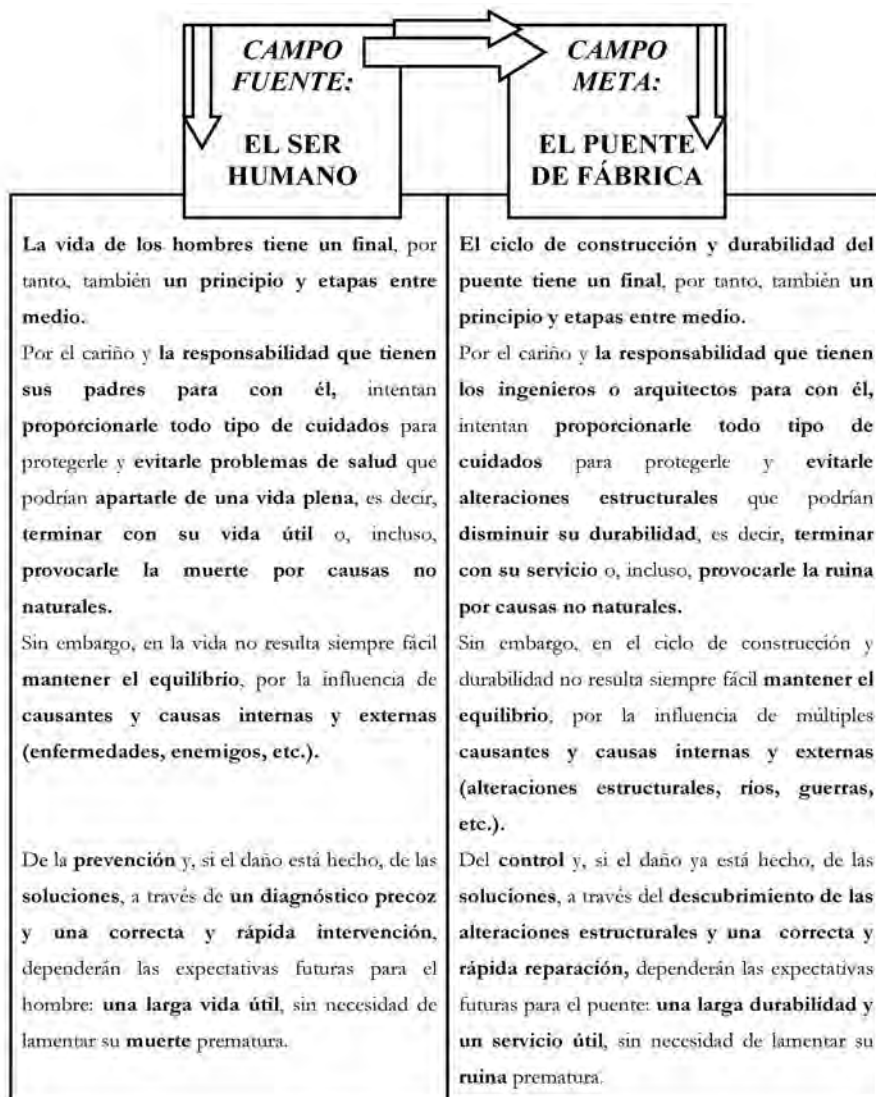 CAMPO
FUENTE:
EL SER
HUMANO
CAMPO
META:
EL PUENTE
DE FÁBRICA
La vida de los hombres tiene un final, por
tanto, también un principio y etapas entre
medio.
Por el cariño y la responsabilidad que tienen
sus padres para con él, intentan
proporcionarle todo tipo de cuidados para
protegerle y evitarle problemas de salud que
podrían apartarle de una vida plena, es decir,
terminar con su vida útil o, incluso,
provocarle la muerte por causas no
naturales.
Sin embargo, en la vida no resulta siempre fácil
mantener el equilibrio, por la influencia de
causantes y causas internas y externas
(enfermedades, enemigos, etc.).
De la prevención y, si el daño está hecho, de las
soluciones, a través de un diagnóstico precoz
y una correcta y rápida intervención,
dependerán las expectativas futuras para el
hombre: una larga vida útil, sin necesidad de
lamentar su muerte prematura.
El ciclo de construcción y durabilidad del
puente tiene un final, por tanto, también un
principio y etapas entre medio.
Por el cariño y la responsabilidad que tienen
los ingenieros o arquitectos para con él,
intentan proporcionarle todo tipo de
cuidados para protegerle y evitarle
alteraciones estructurales que podrían
disminuir su durabilidad, es decir, terminar
con su servicio o, incluso, provocarle la ruina
por causas no naturales.
Sin embargo, en el ciclo de construcción y
durabilidad no resulta siempre fácil mantener el
equilibrio, por la influencia de múltiples
causantes y causas internas y externas
(alteraciones estructurales, ríos, guerras,
etc.).
Del control y, si el daño ya está hecho, de las
soluciones, a través del descubrimiento de las
alteraciones estructurales y una correcta y
rápida reparación, dependerán las expectativas
futuras para el puente: una larga durabilidad y
un servicio útil, sin necesidad de lamentar su
ruina prematura.